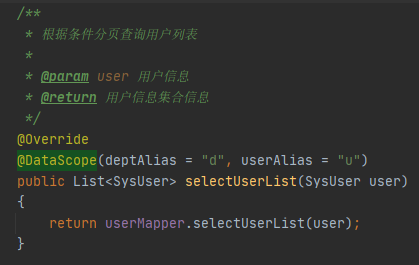 /**
 * 根据条件分页查询用户列表
 *
 * @param user 用户信息
 * @return 用户信息集合信息
 */
@Override
@DataScope(deptAlias = "d", userAlias = "u")
public List<SysUser> selectUserList(SysUser user)
{
    return userMapper.selectUserList(user);
}